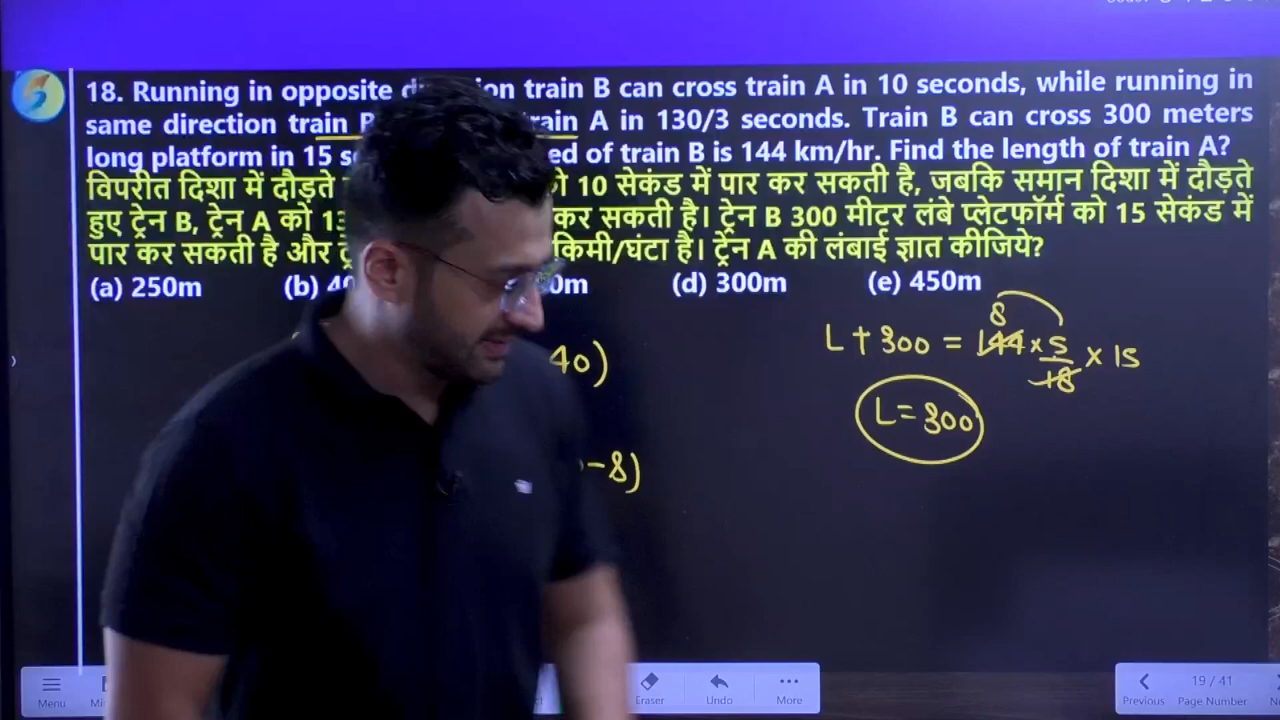 18. Running in opposite on train B can cross train A in 10 seconds, while running in
same direction train rain A in 130/3 seconds. Train B can cross 300 meters
long platform in 15 ed of train B is 144 km/hr. Find the length of train A?
विपरीत दिशा में दौड़ते 10 सेकंड में पार कर सकती है, जबकि समान दिशा में दौड़ते
हुए ट्रेन B, ट्रेन A को 13 कर सकती है। ट्रेन B 300 मीटर लंबे प्लेटफॉर्म को 15 सेकंड में
पार कर सकती है और किमी/घंटा है। ट्रेन A की लंबाई ज्ञात कीजिये?
(a) 250m (b) 40 0m (d) 300m (e) 450m
8
L + 300 = 144 × 5/18 × 15
40)
L = 300
-8)
Menu Eraser Undo More Previous 19 / 41 Page Number